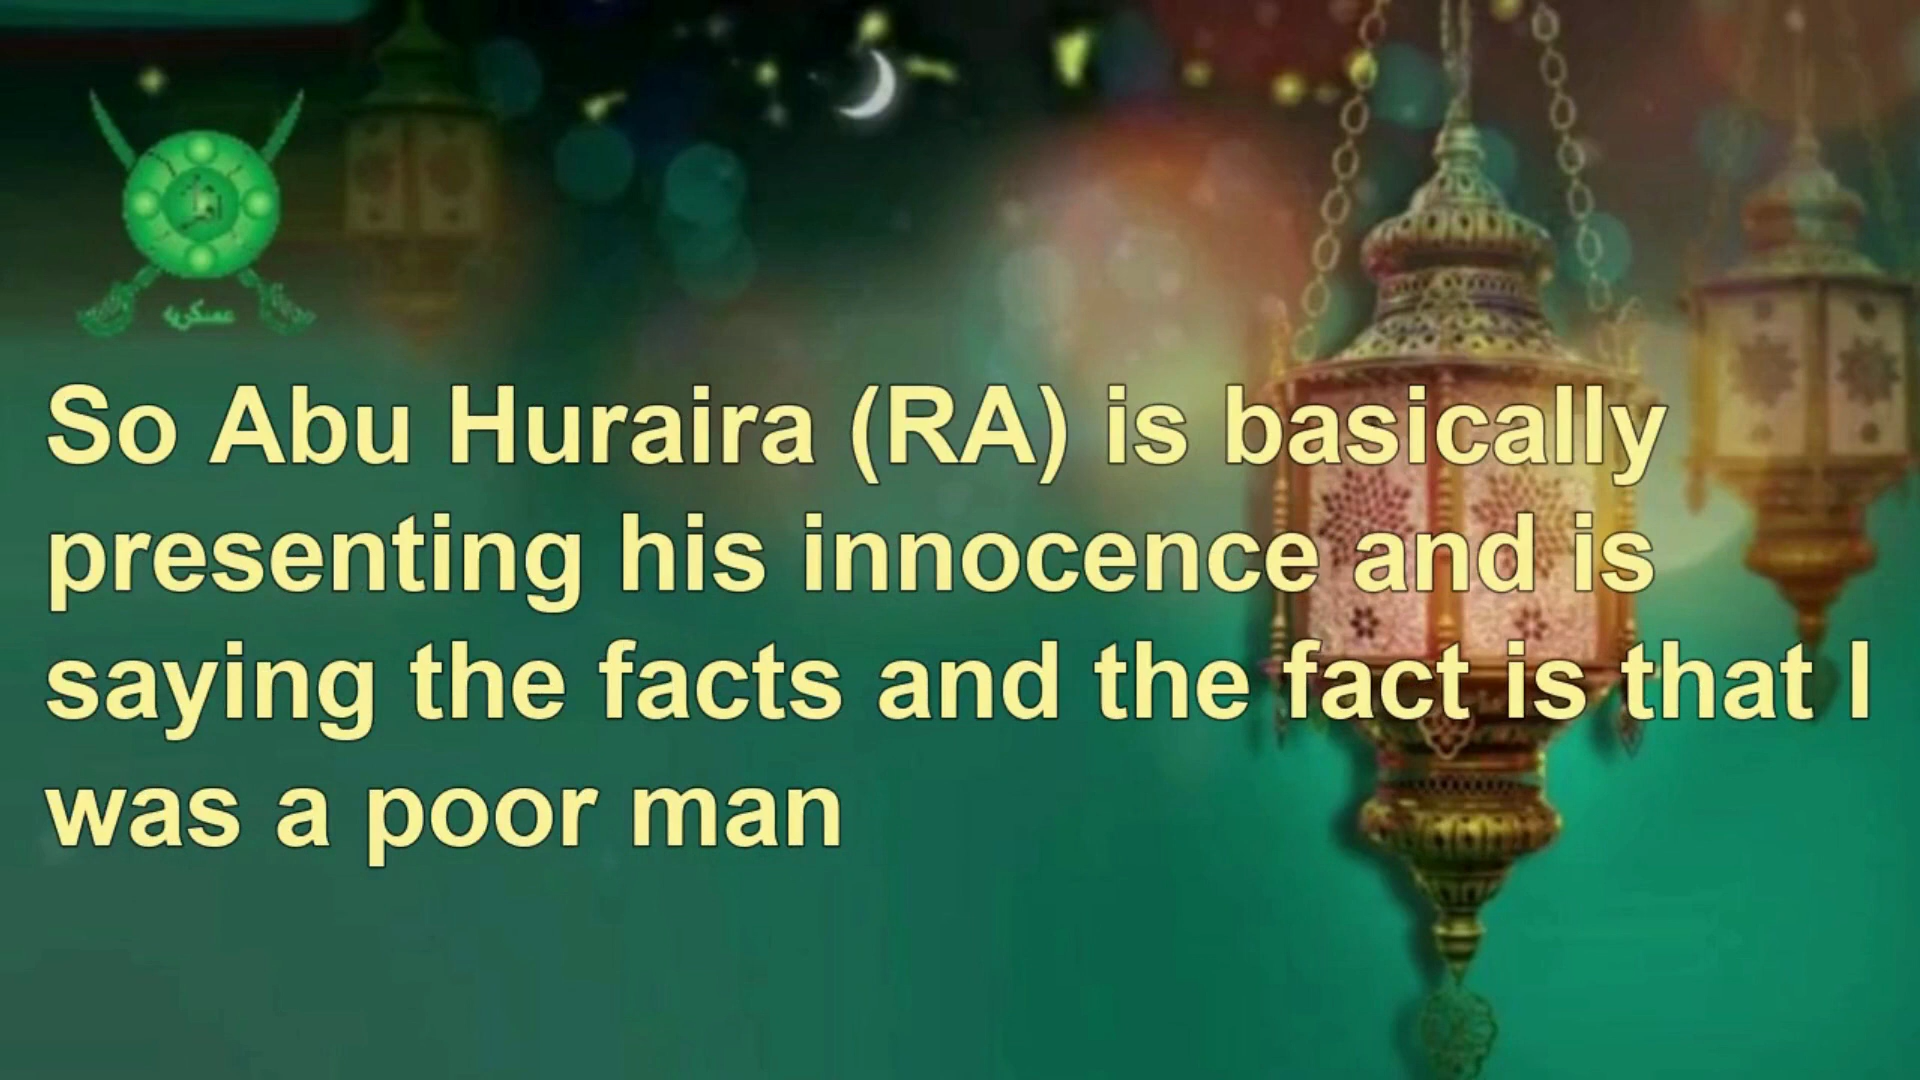 عسکریه
So Abu Huraira (RA) is basically
presenting his innocence and is
saying the facts and the fact is that I
was a poor man